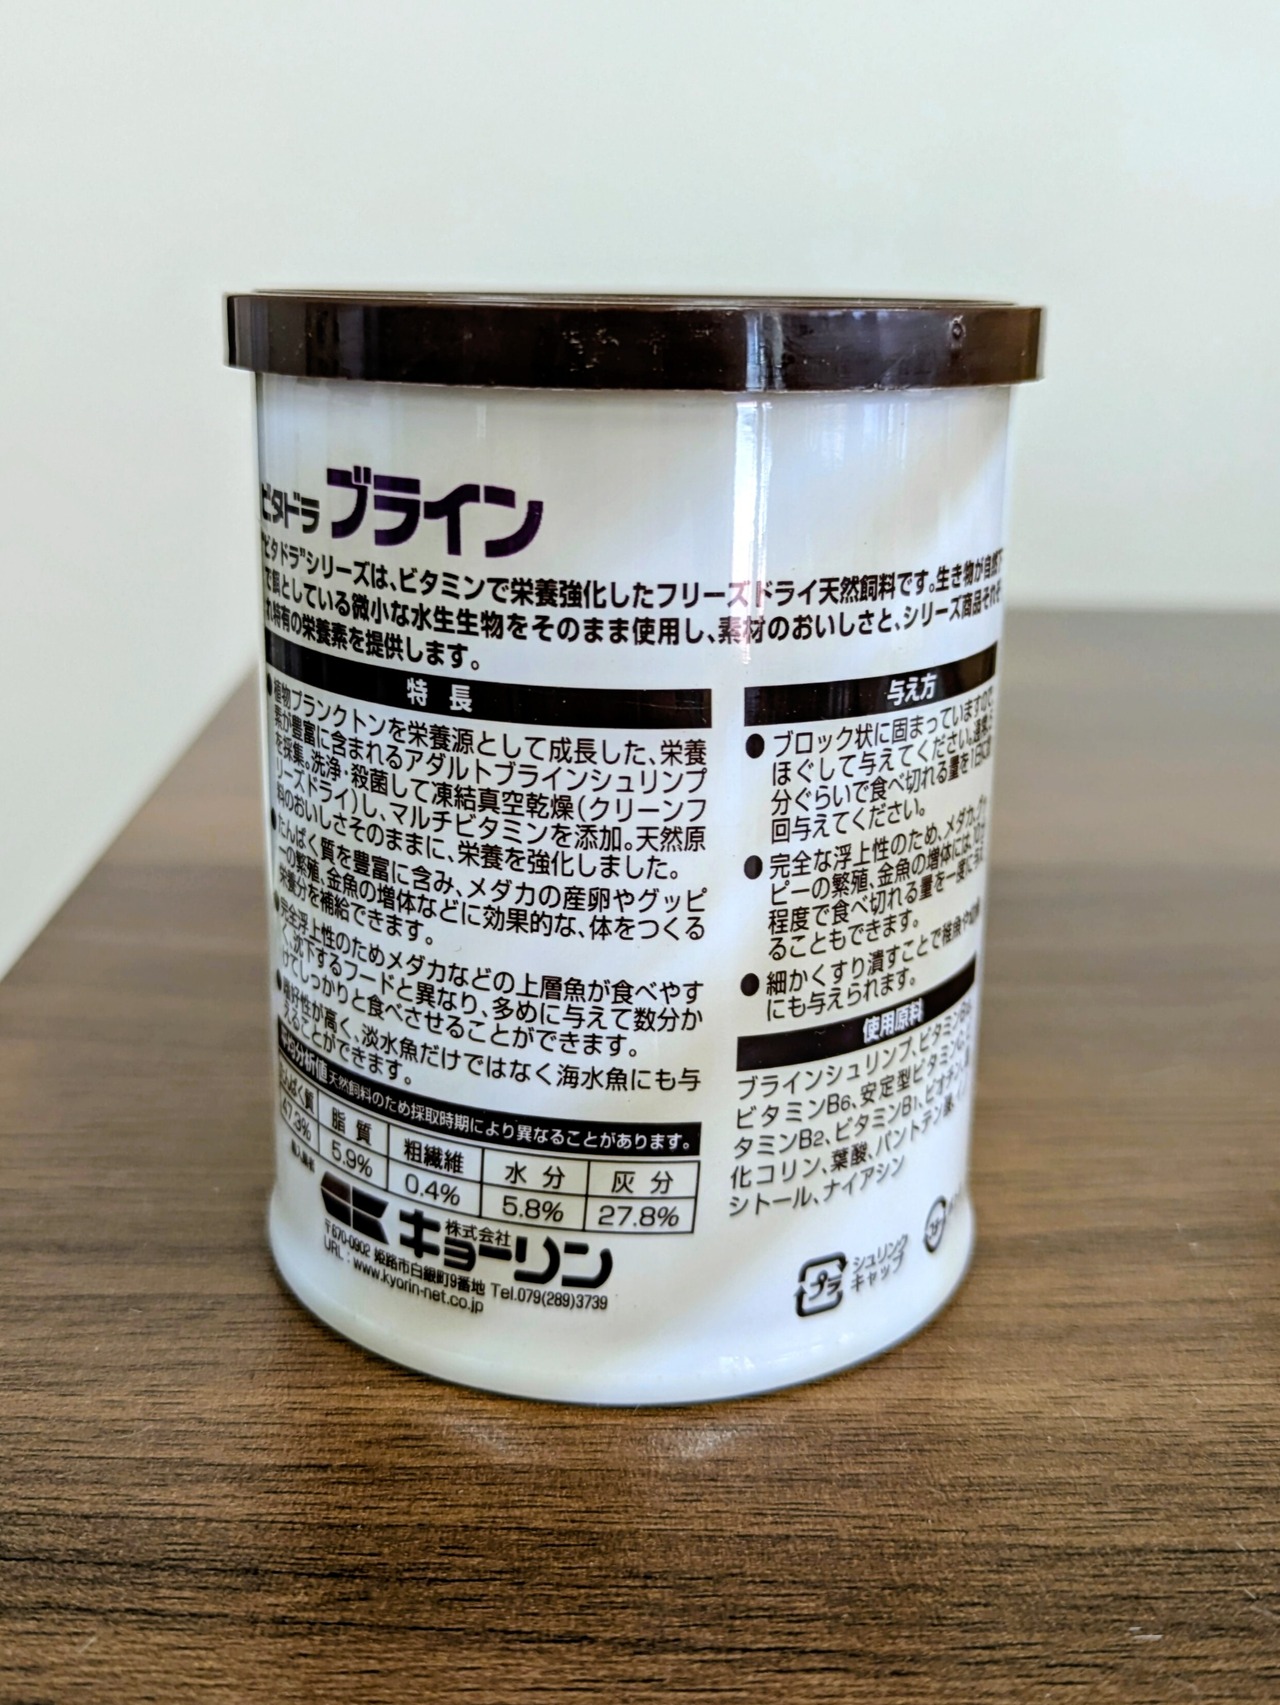 ビタドラ ブライン
"ビタドラ"シリーズは、ビタミンで栄養強化したフリーズドライ天然飼料です。生き物が自然下
で餌としている微小な水生生物をそのまま使用し、素材のおいしさと、シリーズ商品それぞ
れ特有の栄養素を提供します。
特長
●植物プランクトンを栄養源として成長した、栄養
素が豊富に含まれるアダルトブラインシュリンプ
を採集。洗浄・殺菌して凍結真空乾燥(クリーンフ
リーズドライ)し、マルチビタミンを添加。天然原
料のおいしさそのままに、栄養を強化しました。
●たんぱく質を豊富に含み、メダカの産卵やグッピ
ーの繁殖、金魚の増体などに効果的な、体をつくる
栄養分を補給できます。
●完全浮上性のためメダカなどの上層魚が食べやす
く、沈下するフードと異なり、多めに与えて数分か
けてしっかりと食べさせることができます。
●嗜好性が高く、淡水魚だけではなく海水魚にも与
えることができます。
分析値 天然飼料のため採取時期により異なることがあります。
たんぱく質 脂質 粗繊維 水分 灰分
47.3% 5.9% 0.4% 5.8% 27.8%
株式会社 キョーリン
〒670-0902 姫路市白銀町9番地 Tel.079(289)3739
URL：www.kyorin-net.co.jp
与え方
●ブロック状に固まっていますので、
ほぐして与えてください。通常
分ぐらいで食べ切れる量を1日に
回与えてください。
●完全な浮上性のため、メダカ、グッ
ピーの繁殖、金魚の増体には、
程度で食べ切れる量を一度に与え
ることもできます。
●細かくすり潰すことで稚魚や
にも与えられます。
使用原料
ブラインシュリンプ、ビタミン
ビタミンB6、安定型ビタミンC、
タミンB2、ビタミンB1、ビオチン、
化コリン、葉酸、パントテン酸、イノ
シトール、ナイアシン
プラ
シュリンク
キャップ